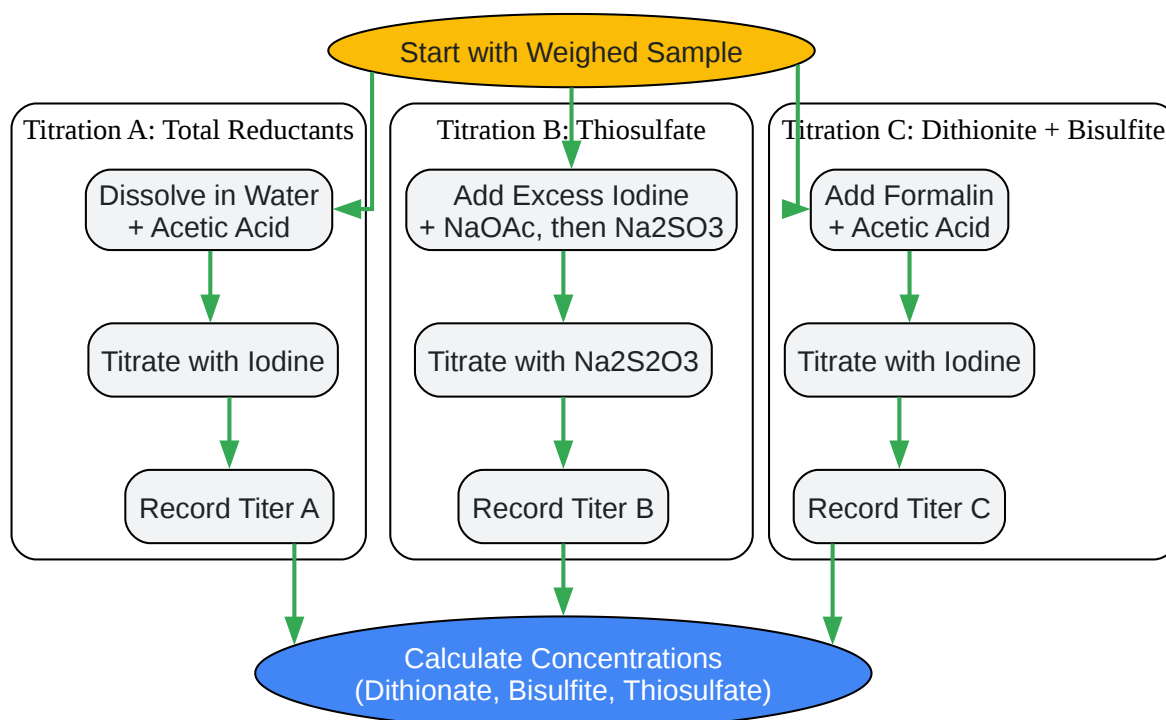 Start with Weighed Sample
Titration A: Total Reductants
Dissolve in Water
+ Acetic Acid
Titrate with Iodine
Record Titer A
Titration B: Thiosulfate
Add Excess Iodine
+ NaOAc, then Na2SO3
Titrate with Na2S2O3
Record Titer B
Titration C: Dithionite + Bisulfite
Add Formalin
+ Acetic Acid
Titrate with Iodine
Record Titer C
Calculate Concentrations
(Dithionate, Bisulfite, Thiosulfate)